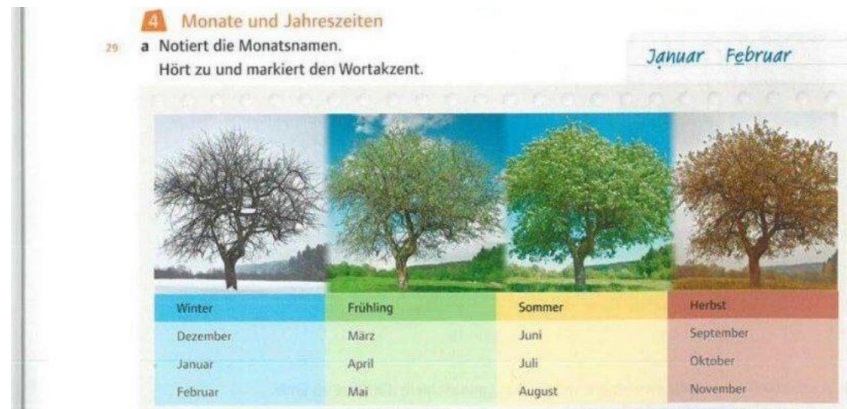 4 Monate und Jahreszeiten
29 a Notiert die Monatsnamen.
Hört zu und markiert den Wortakzent.
Januar Februar
Winter Frühling Sommer Herbst
Dezember März Juni September
Januar April Juli Oktober
Februar Mai August November